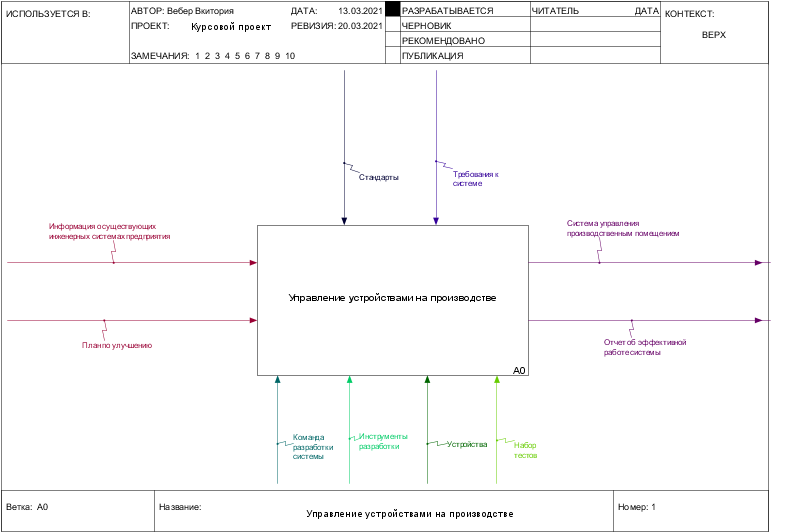 ИСПОЛЬЗУЕТСЯ В:
АВТОР: Вебер Вкитория
ДАТА: 13.03.2021
ПРОЕКТ: Курсовой проект
РЕВИЗИЯ: 20.03.2021
ЗАМЕЧАНИЯ: 1 2 3 4 5 6 7 8 9 10
РАЗРАБАТЫВАЕТСЯ
ЧЕРНОВИК
РЕКОМЕНДОВАНО
ПУБЛИКАЦИЯ
ЧИТАТЕЛЬ ДАТА
КОНТЕКСТ:
ВЕРХ
Стандарты
Требования к
системе
Информация осуществующих
инженерных системах предприятия
План по улучшению
Управление устройствами на производстве
A0
Система управления
производственным помещением
Отчет об эффективной
работе системы
Команда
разработки
системы
Инструменты
разработки
Устройства
Набор
тестов
Ветка: A0
Название:
Управление устройствами на производстве
Номер: 1